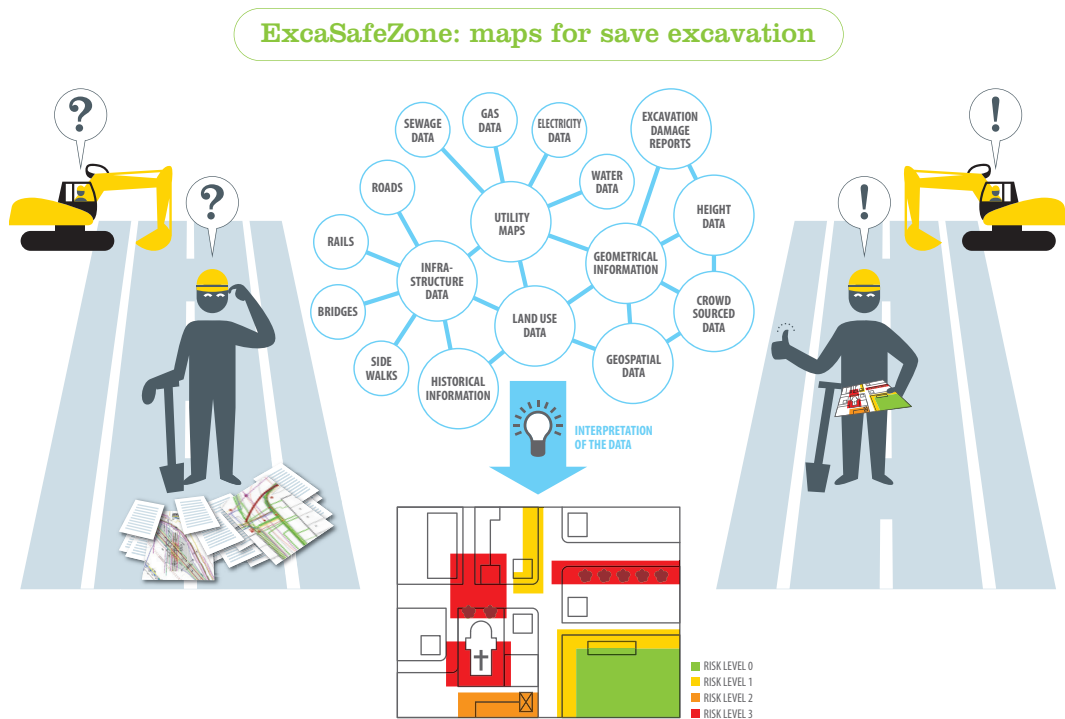 ExcaSafeZone: maps for save excavation
?
?
SEWAGE
DATA
GAS
DATA
ELECTRICITY
DATA
EXCAVATION
DAMAGE
REPORTS
ROADS
WATER
DATA
UTILITY
MAPS
HEIGHT
DATA
RAILS
INFRA-
STRUCTURE
DATA
GEOMETRICAL
INFORMATION
BRIDGES
LAND USE
DATA
CROWD
SOURCED
DATA
SIDE
WALKS
HISTORICAL
INFORMATION
GEOSPATIAL
DATA
!
!
INTERPRETATION
OF THE DATA
RISK LEVEL 0
RISK LEVEL 1
RISK LEVEL 2
RISK LEVEL 3